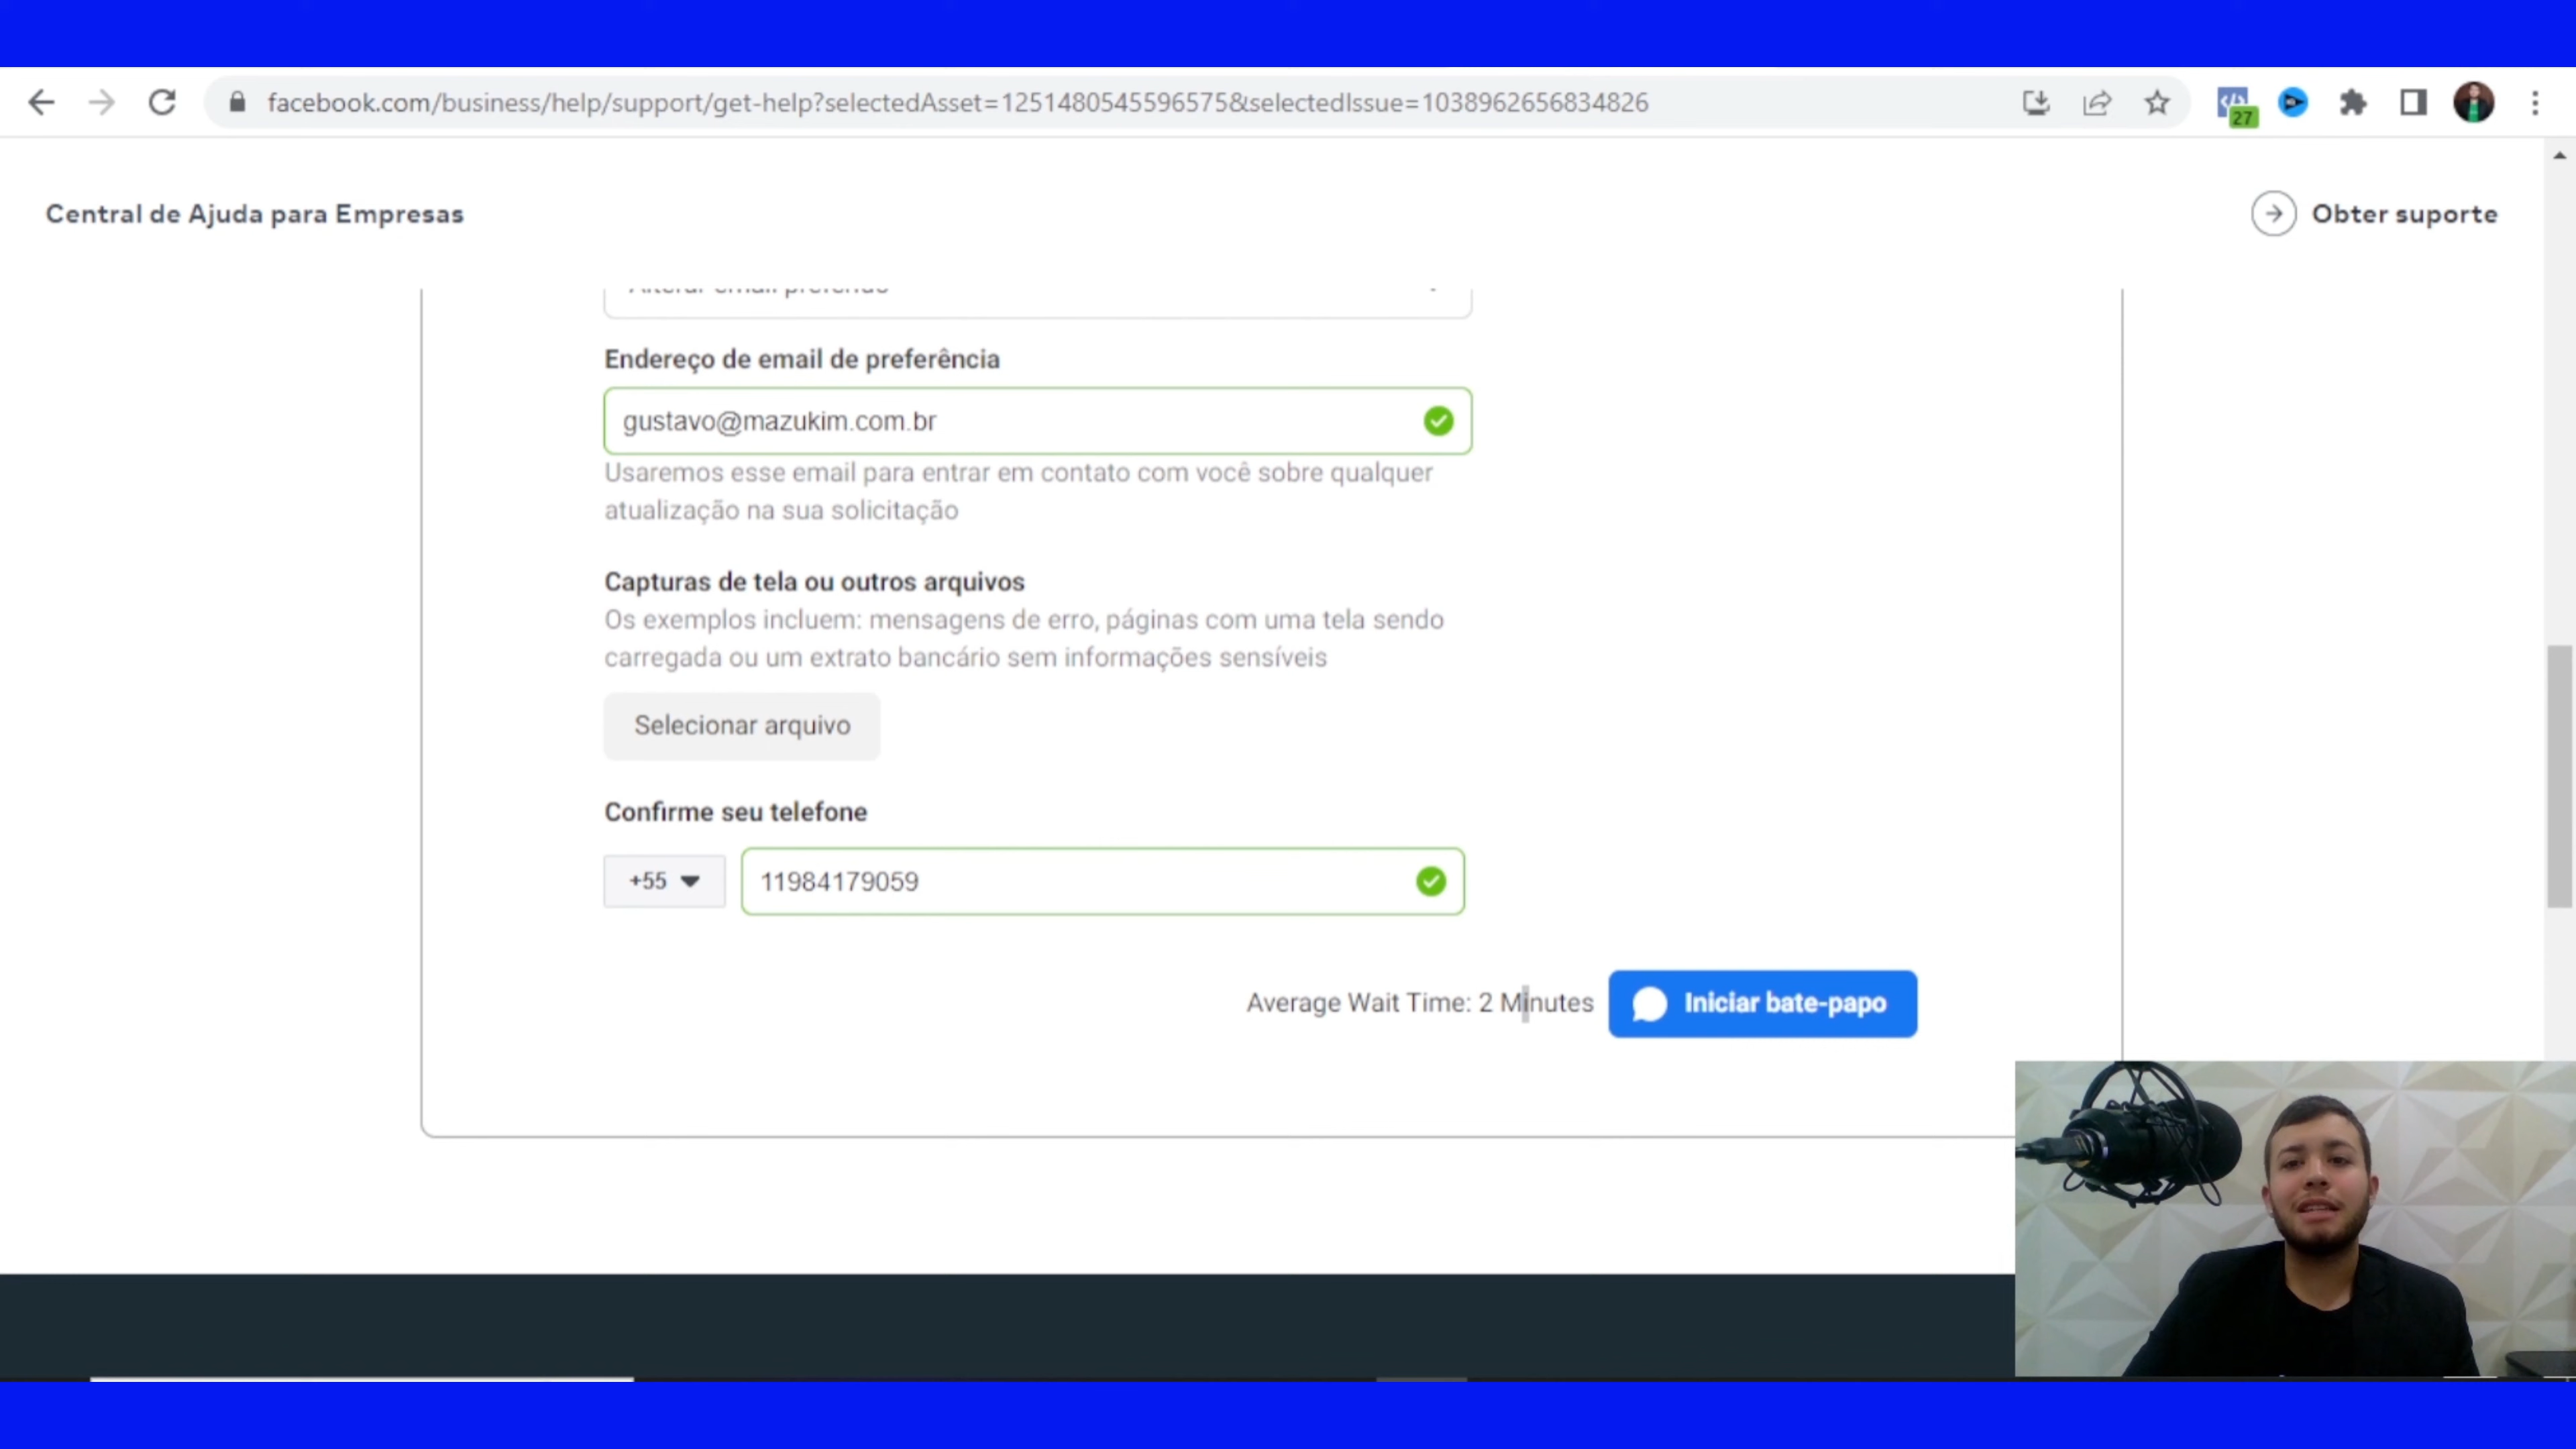 facebook.com/business/help/support/get-help?selectedAsset=1251480545596575&selectedIssue=1038962656834826
27
Central de Ajuda para Empresas
Obter suporte
Alterar email preferido
Endereço de email de preferência
gustavo@mazukim.com.br
Usaremos esse email para entrar em contato com você sobre qualquer
atualização na sua solicitação
Capturas de tela ou outros arquivos
Os exemplos incluem: mensagens de erro, páginas com uma tela sendo
carregada ou um extrato bancário sem informações sensíveis
Selecionar arquivo
Confirme seu telefone
+55
11984179059
Average Wait Time: 2 Minutes
Iniciar bate-papo